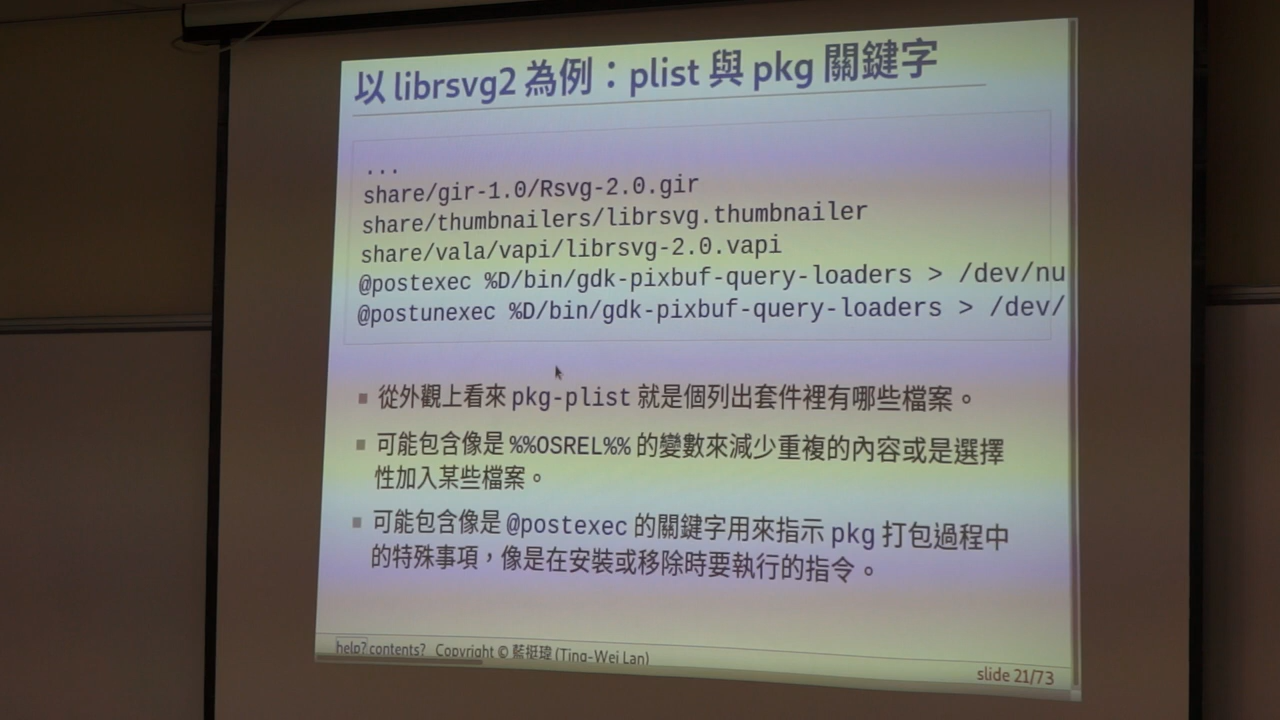 以 librsvg2 為例：plist 與 pkg 關鍵字
...
share/gir-1.0/Rsvg-2.0.gir
share/thumbnailers/librsvg.thumbnailer
share/vala/vapi/librsvg-2.0.vapi
@postexec %D/bin/gdk-pixbuf-query-loaders > /dev/nu
@postunexec %D/bin/gdk-pixbuf-query-loaders > /dev/
■ 從外觀上看來 pkg-plist 就是個列出套件裡有哪些檔案。
■ 可能包含像是 %%OSREL%% 的變數來減少重複的內容或是選擇
性加入某些檔案。
■ 可能包含像是 @postexec 的關鍵字用來指示 pkg 打包過程中
的特殊事項，像是在安裝或移除時要執行的指令。
help? contents? Copyright © 藍挺瑋 (Ting-Wei Lan)
slide 21/73